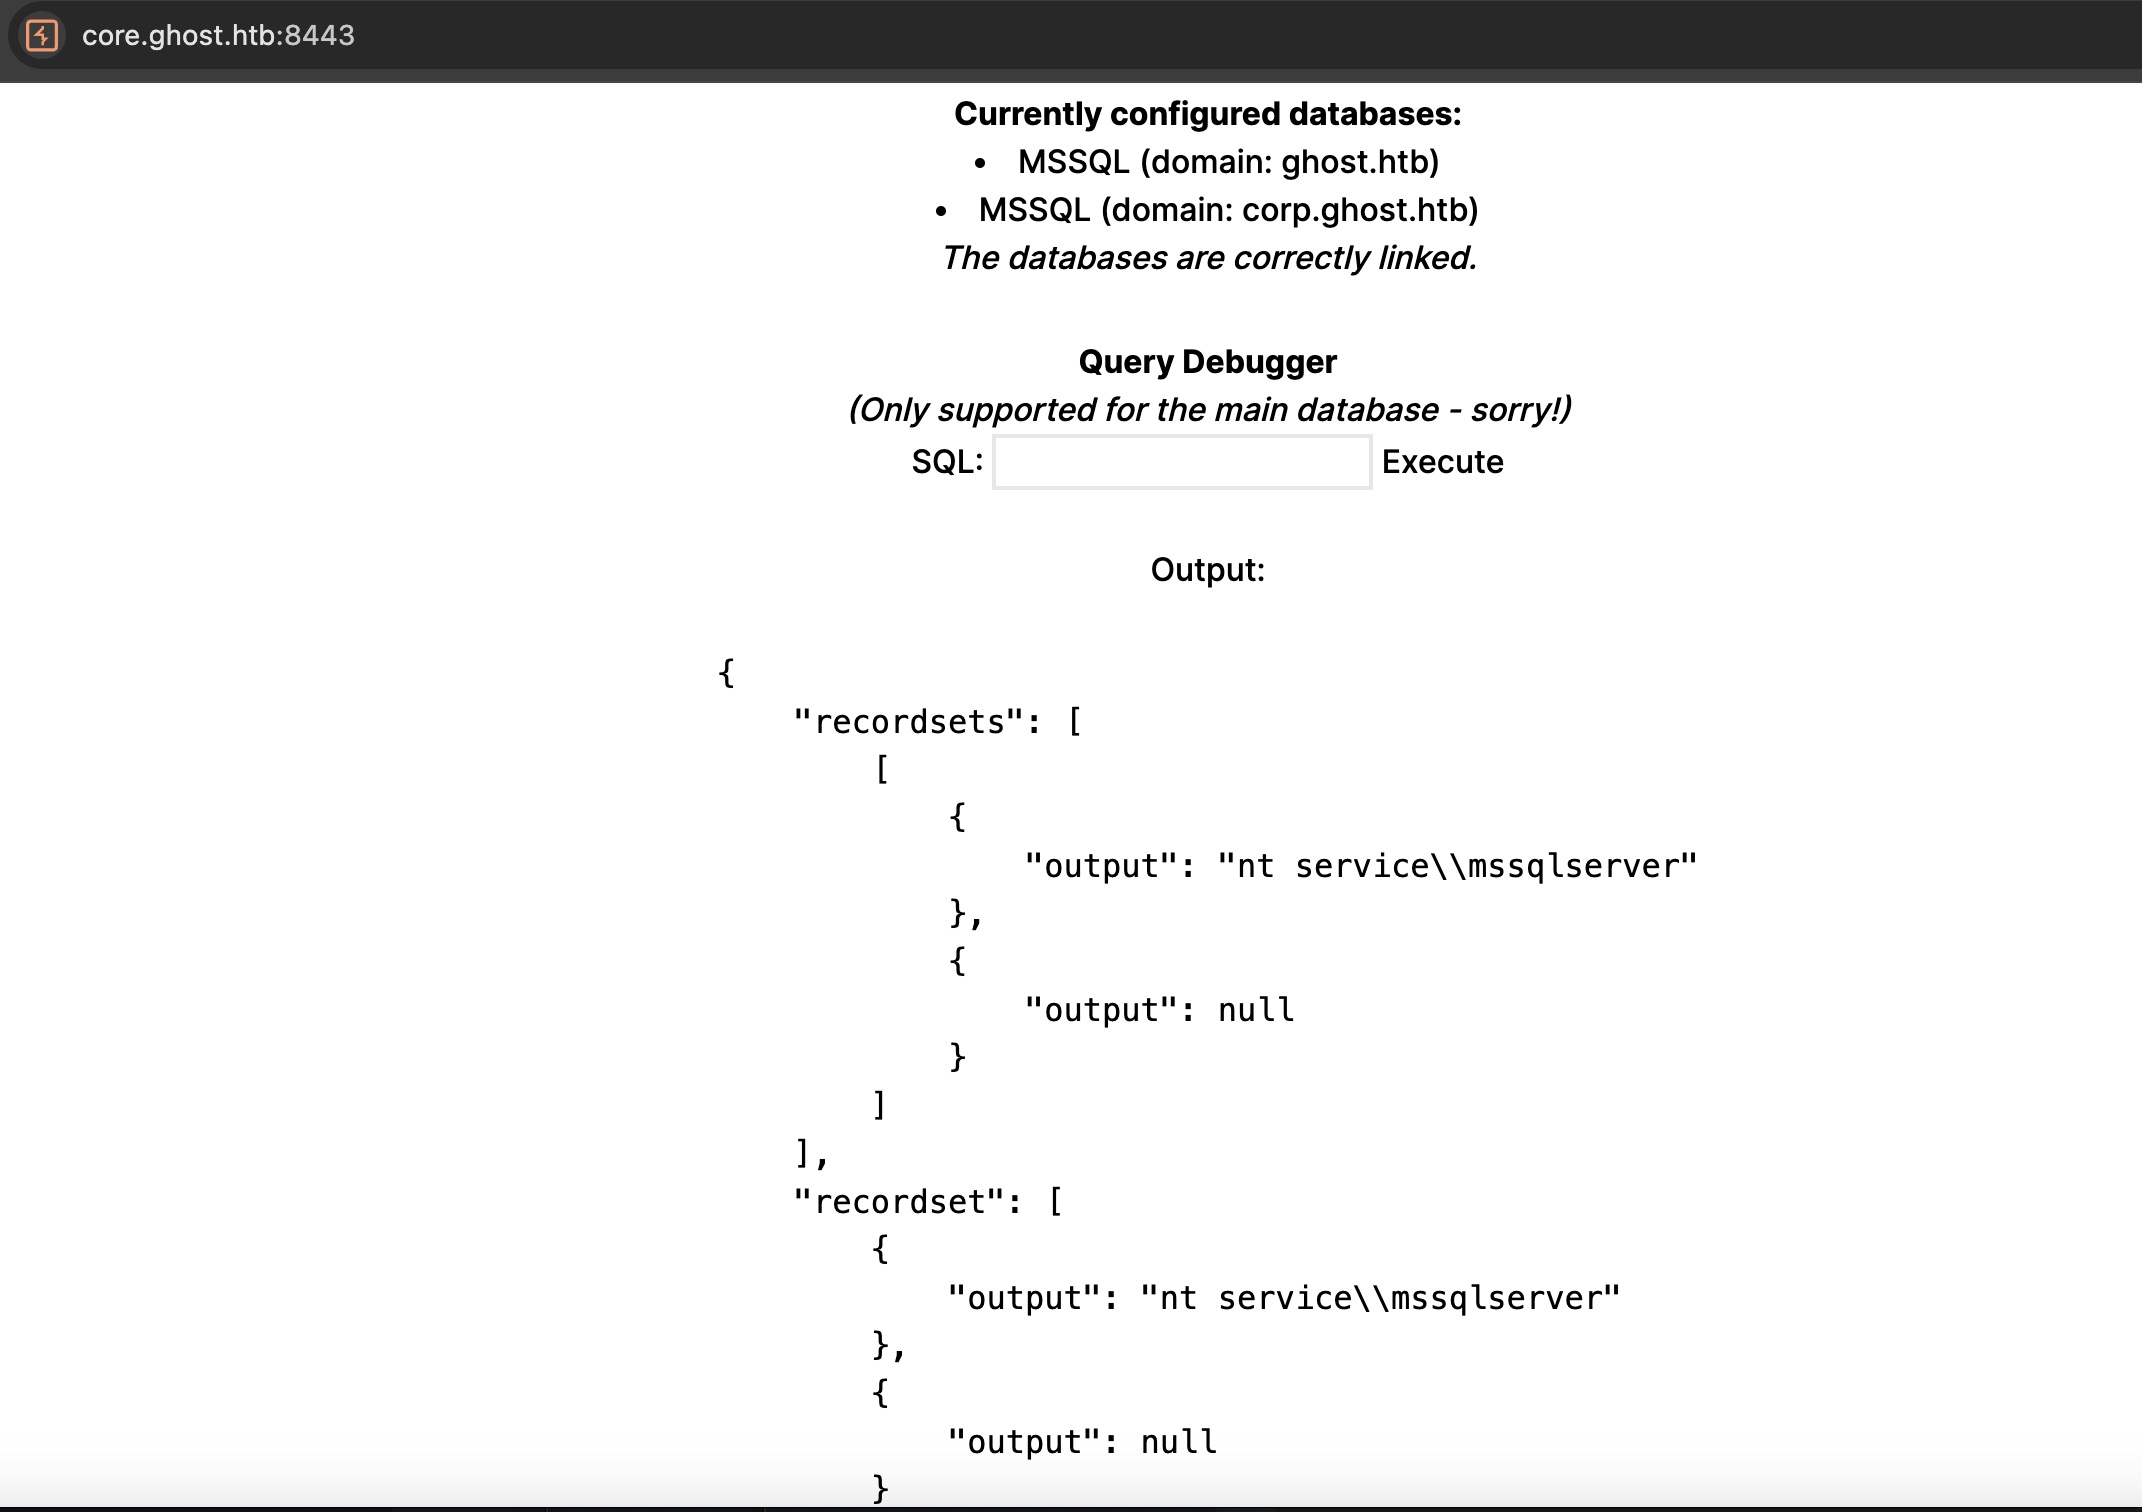 core.ghost.htb:8443
Currently configured databases:
• MSSQL (domain: ghost.htb)
• MSSQL (domain: corp.ghost.htb)
The databases are correctly linked.
Query Debugger
(Only supported for the main database - sorry!)
SQL: Execute
Output:
{
"recordsets": [
[
{
"output": "nt service\\mssqlserver"
},
{
"output": null
}
]
],
"recordset": [
{
"output": "nt service\\mssqlserver"
},
{
"output": null
}